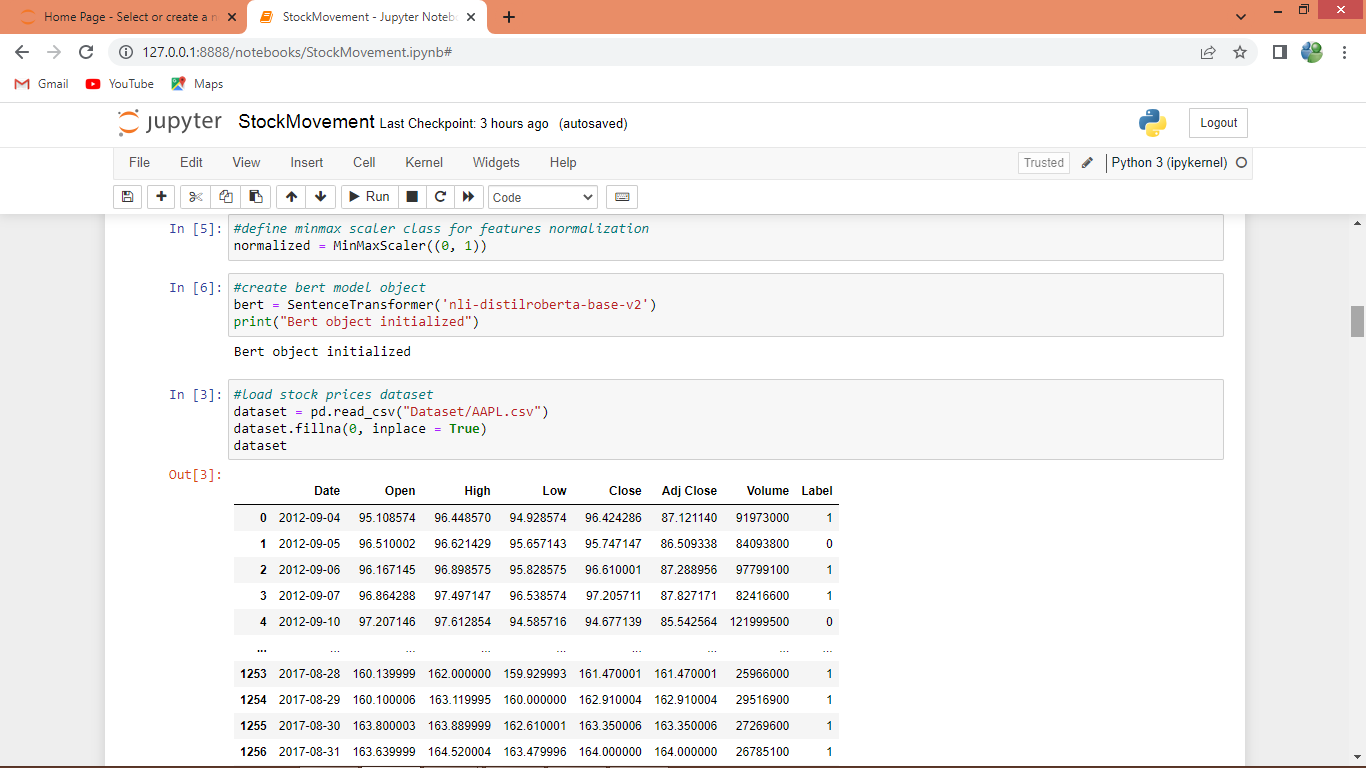 Home Page - Select or create a n
StockMovement - Jupyter Noteb
127.0.0.1:8888/notebooks/StockMovement.ipynb#
Gmail YouTube Maps
jupyter StockMovement Last Checkpoint: 3 hours ago (autosaved)
Logout
File Edit View Insert Cell Kernel Widgets Help Trusted Python 3 (ipykernel)
Run Code
In [5]: #define minmax scaler class for features normalization
normalized = MinMaxScaler((0, 1))
In [6]: #create bert model object
bert = SentenceTransformer('nli-distilroberta-base-v2')
print("Bert object initialized")
Bert object initialized
In [3]: #load stock prices dataset
dataset = pd.read_csv("Dataset/AAPL.csv")
dataset.fillna(0, inplace = True)
dataset
Out[3]:
Date Open High Low Close Adj Close Volume Label
0 2012-09-04 95.108574 96.448570 94.928574 96.424286 87.121140 91973000 1
1 2012-09-05 96.510002 96.621429 95.657143 95.747147 86.509338 84093800 0
2 2012-09-06 96.167145 96.898575 95.828575 96.610001 87.288956 97799100 1
3 2012-09-07 96.864288 97.497147 96.538574 97.205711 87.827171 82416600 1
4 2012-09-10 97.207146 97.612854 94.585716 94.677139 85.542564 121999500 0
... ... ... ... ... ... ... ... ...
1253 2017-08-28 160.139999 162.000000 159.929993 161.470001 161.470001 25966000 1
1254 2017-08-29 160.100006 163.119995 160.000000 162.910004 162.910004 29516900 1
1255 2017-08-30 163.800003 163.889999 162.610001 163.350006 163.350006 27269600 1
1256 2017-08-31 163.639999 164.520004 163.479996 164.000000 164.000000 26785100 1